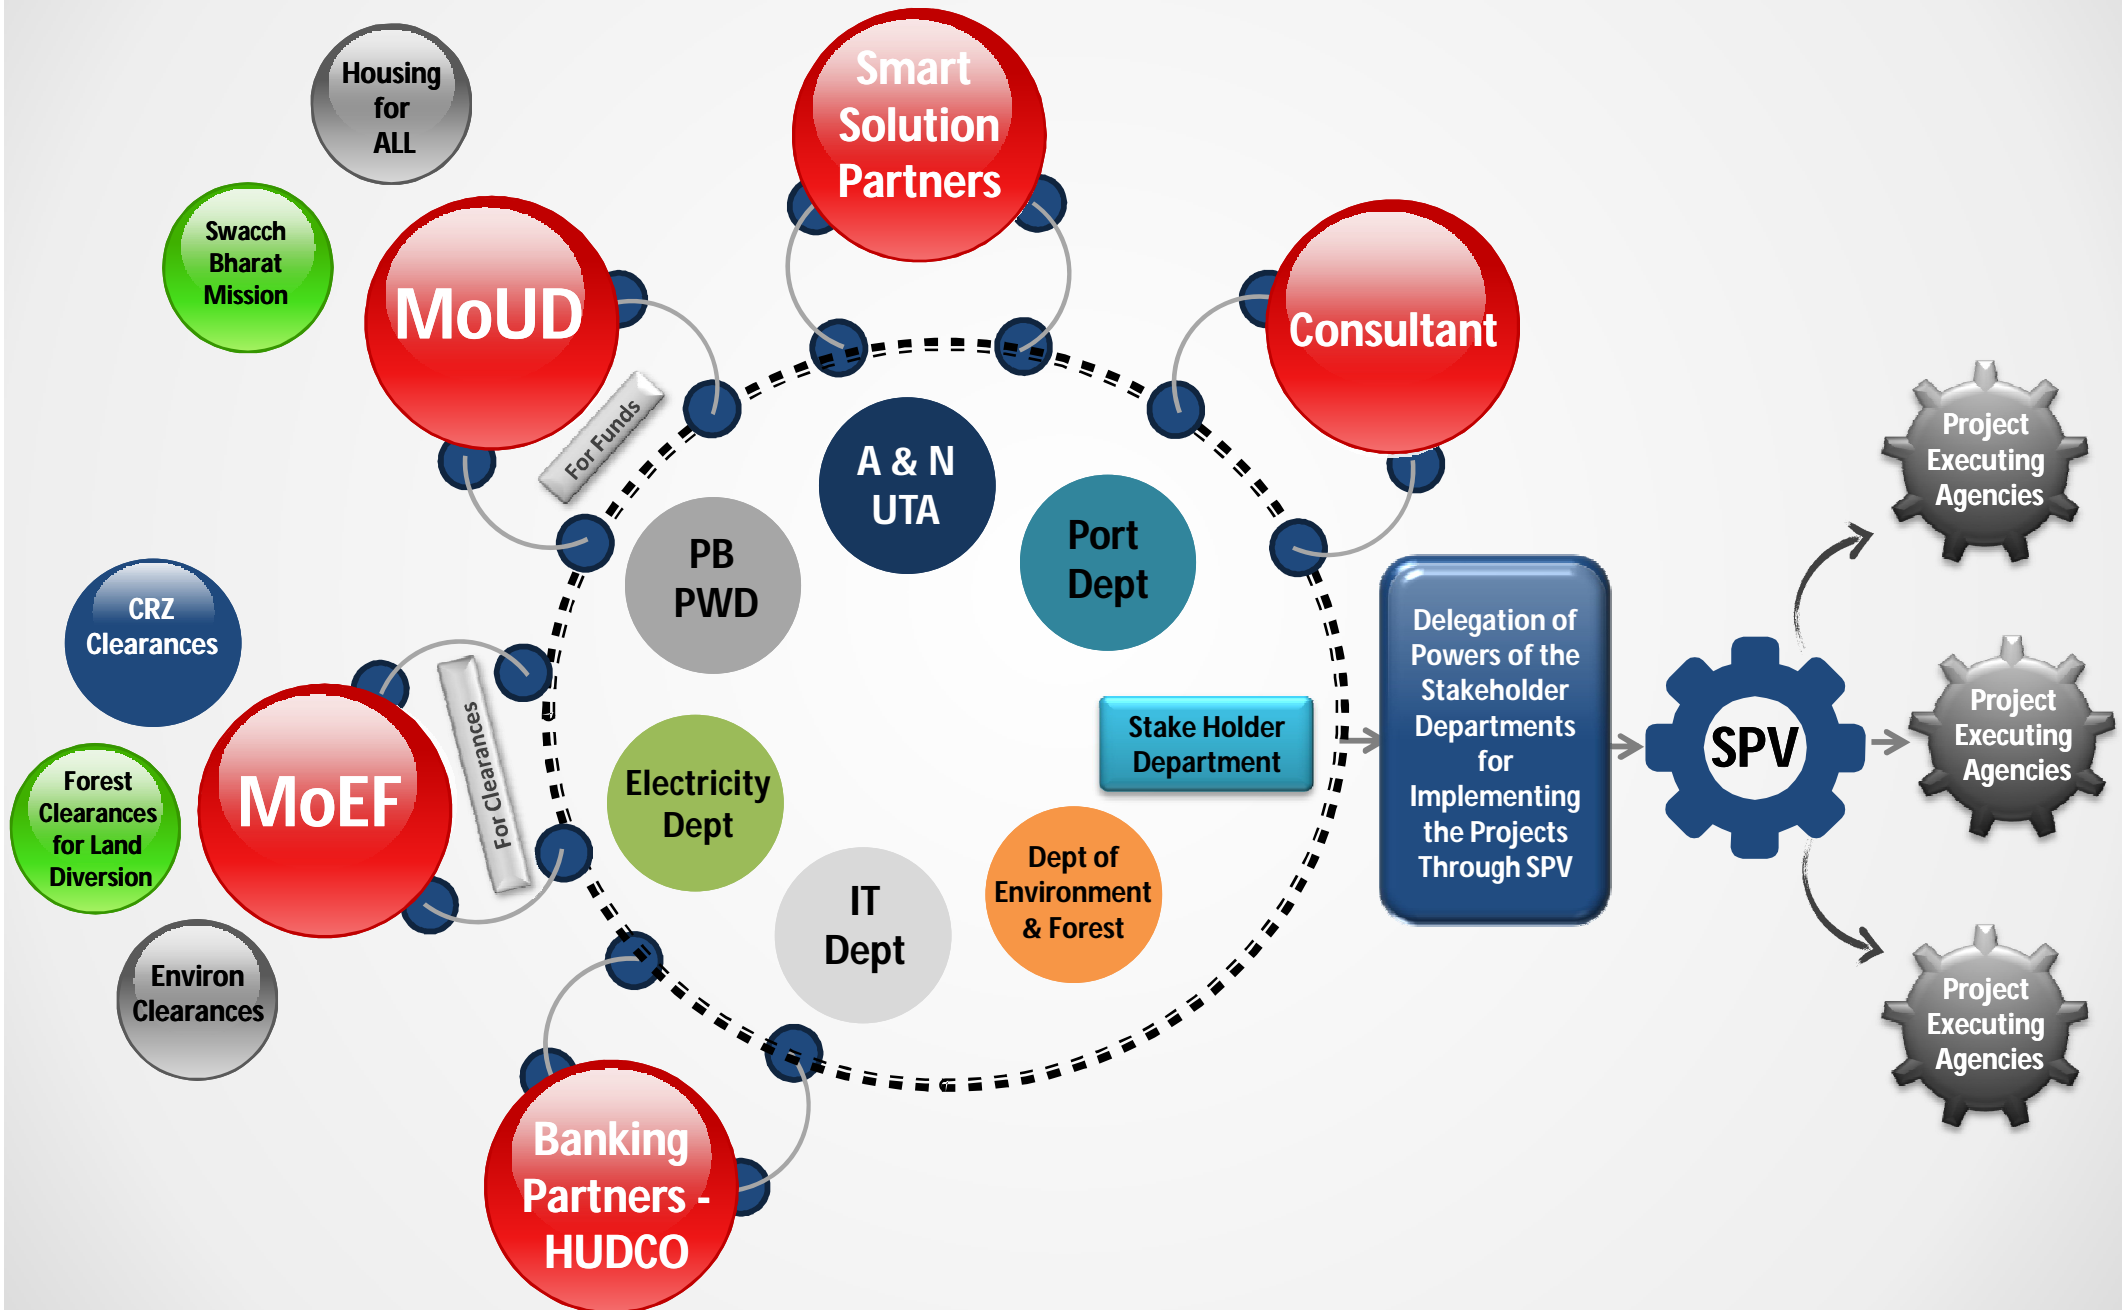 Housing
for
ALL
Swacch
Bharat
Mission
MoUD
For Funds
Smart
Solution
Partners
Consultant
A & N
UTA
PB
PWD
Port
Dept
CRZ
Clearances
Forest
Clearances
for Land
Diversion
Environ
Clearances
MoEF
For Clearances
Electricity
Dept
IT
Dept
Dept of
Environment
& Forest
Stake Holder
Department
Banking
Partners -
HUDCO
Delegation of
Powers of the
Stakeholder
Departments
for
Implementing
the Projects
Through SPV
SPV
Project
Executing
Agencies
Project
Executing
Agencies
Project
Executing
Agencies